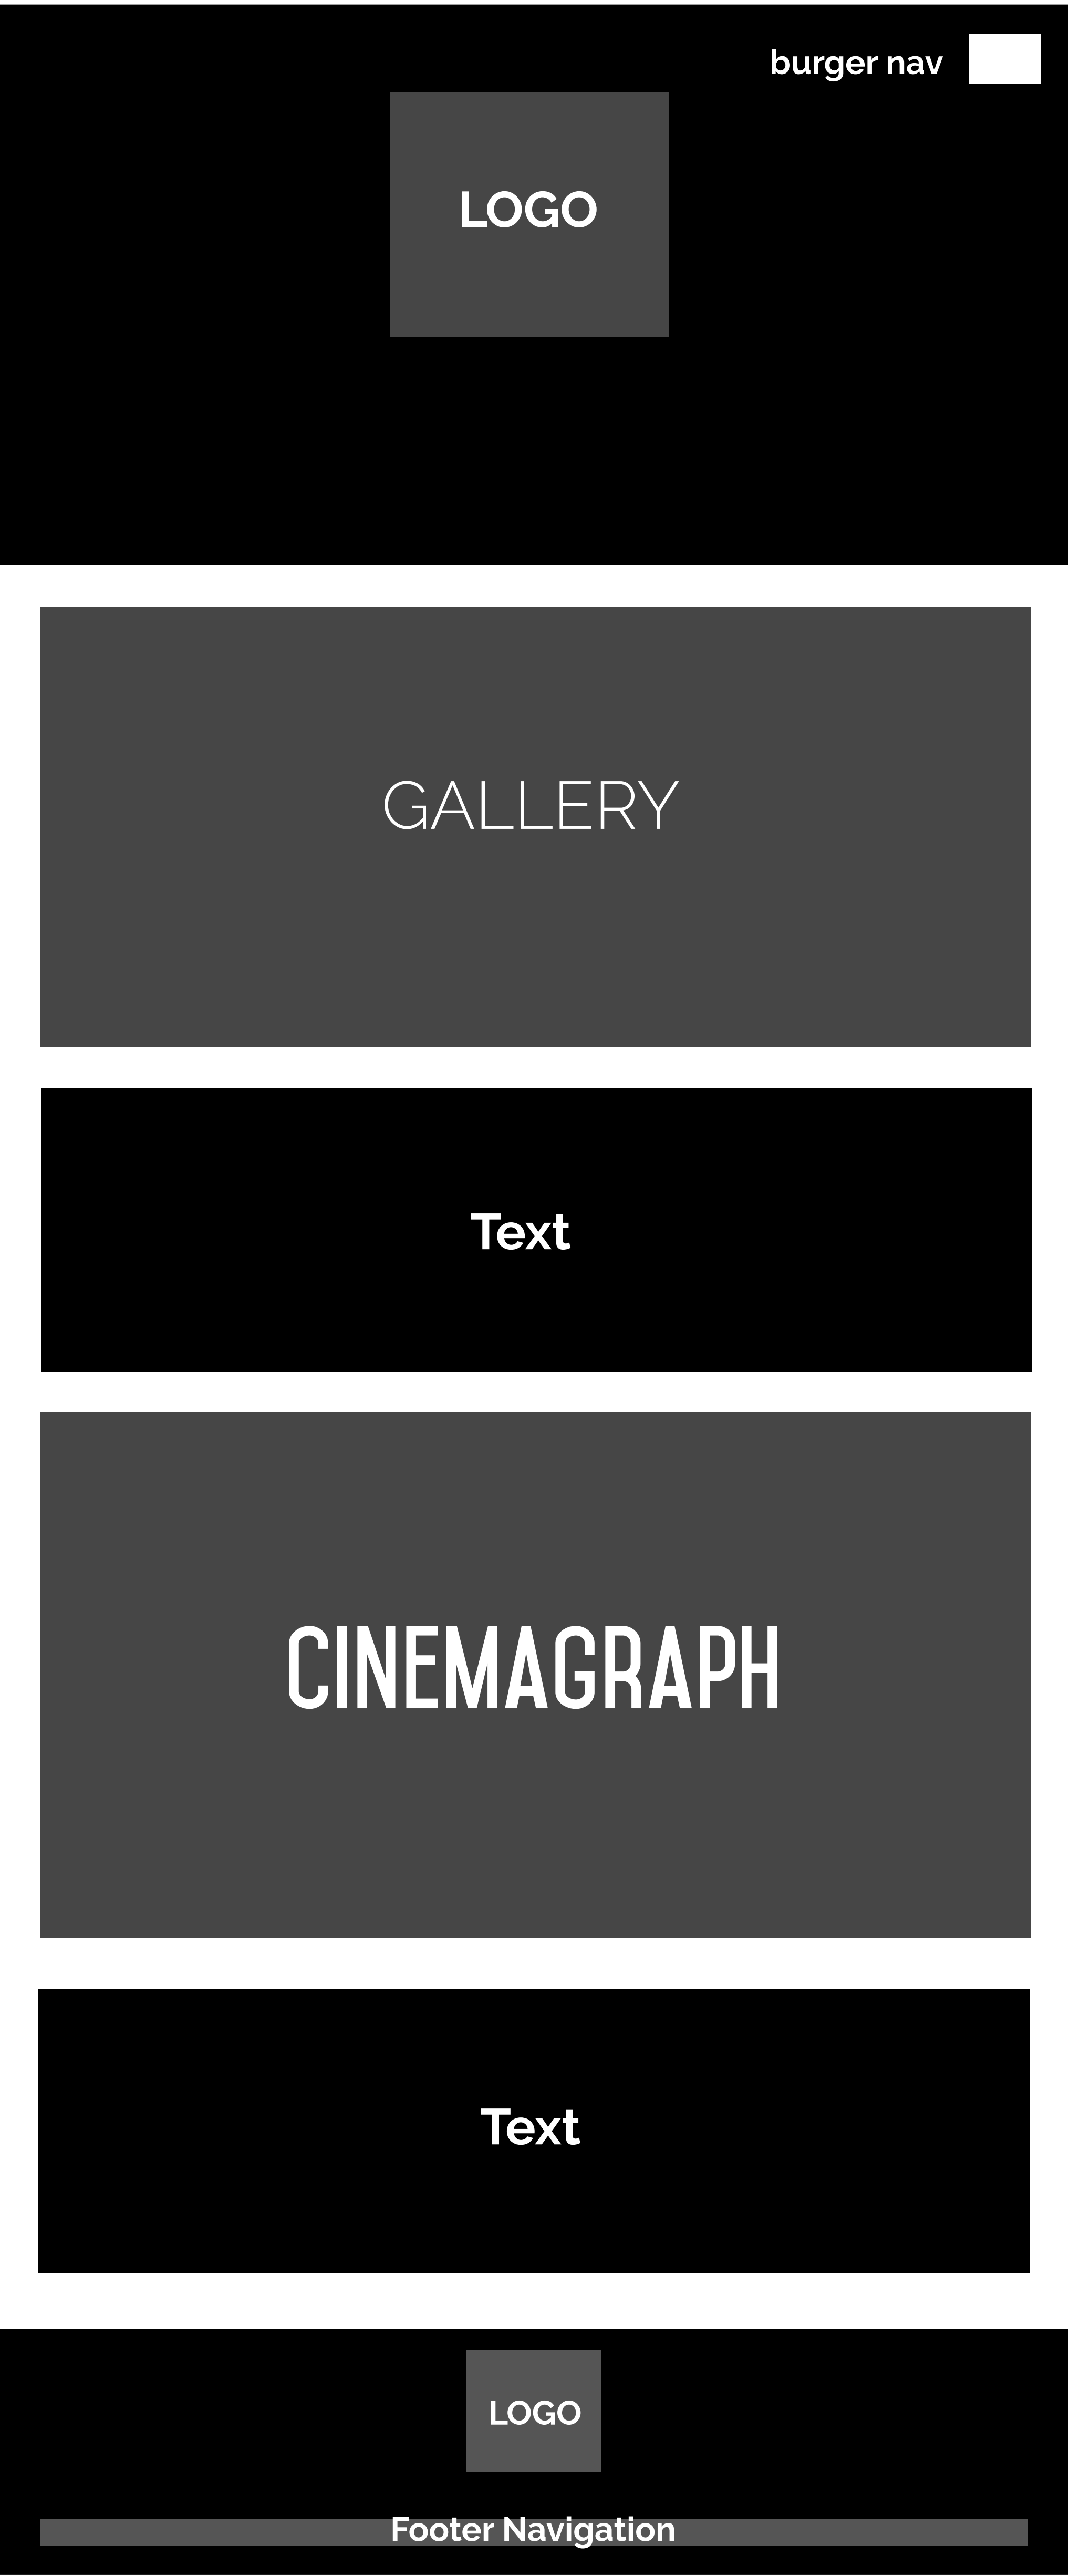 burger nav
LOGO
GALLERY
Text
CINEMAGRAPH
Text
LOGO
Footer Navigation